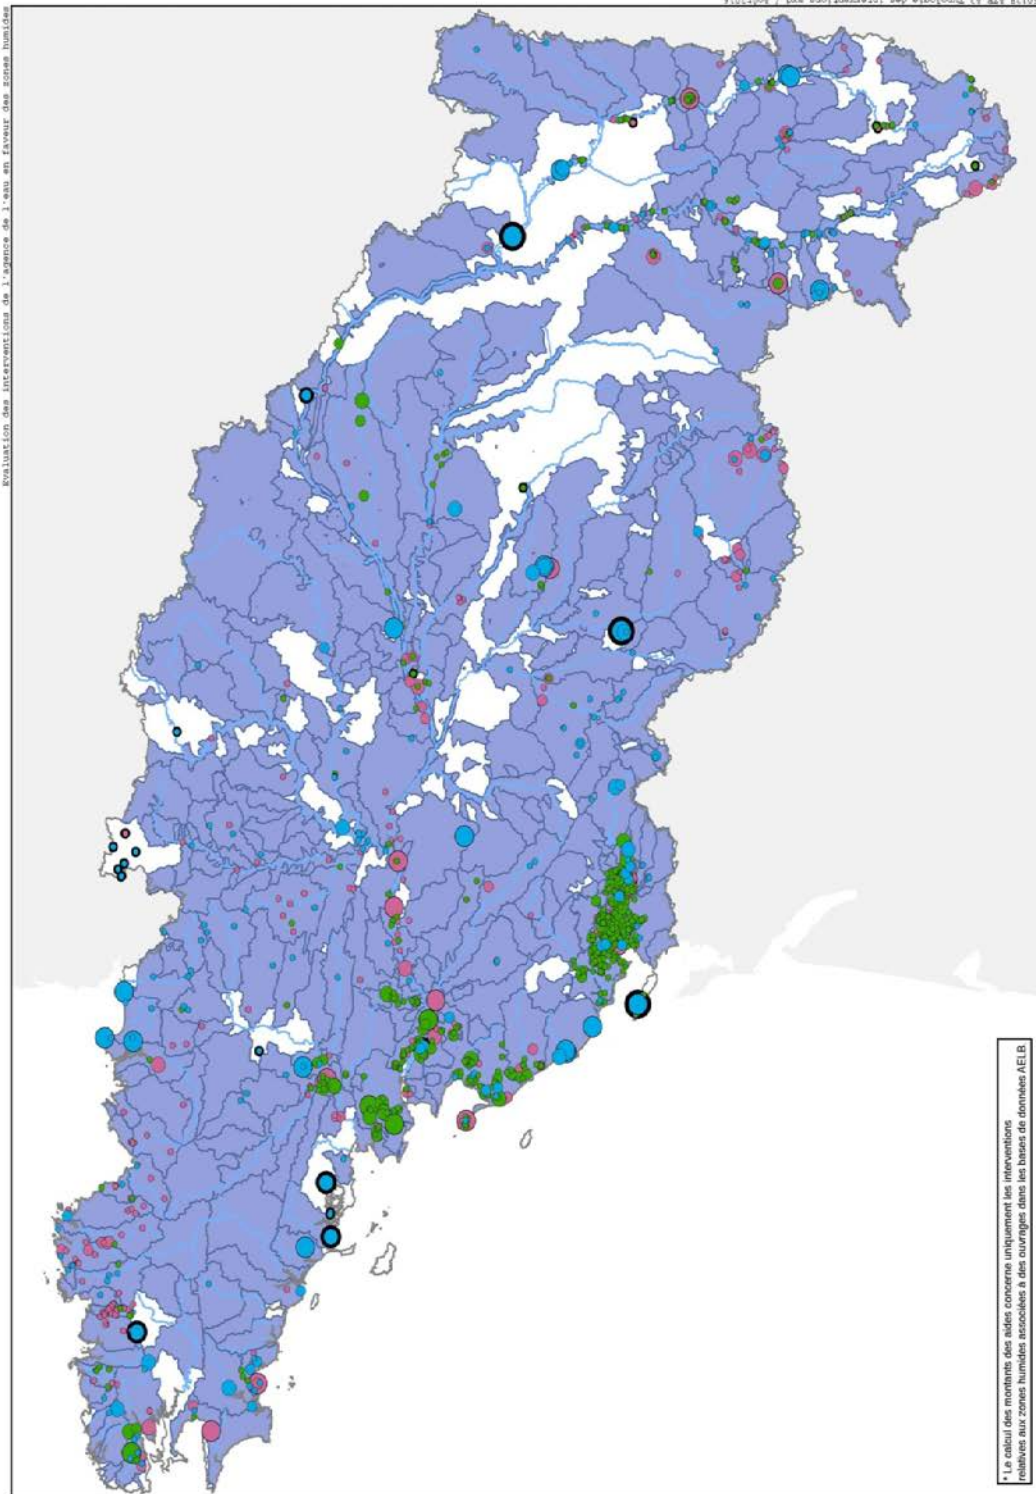 Evaluation des interventions de l'agence de l'eau en faveur des zones humides
* Le calcul des montants des aides concerne uniquement les interventions
relatives aux zones humides associées à des ouvrages dans les bases de données AELB.